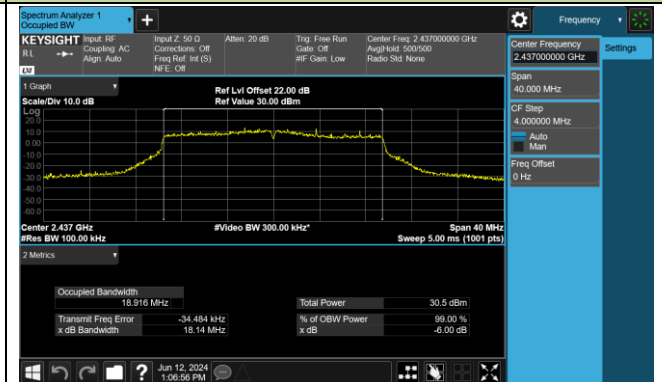 Spectrum Analyzer 1
Occupied BW
+
Frequency
KEYSIGHT
Input: RF
Input Z: 50 Ω
Atten: 20 dB
Trig: Free Run
Center Freq: 2.437000000 GHz
RL
Coupling: AC
Corrections: Off
Gate: Off
Avg|Hold: 500/500
Align: Auto
Freq Ref: Int (S)
#IF Gain: Low
Radio Std: None
LXI
NFE: Off
Center Frequency
2.437000000 GHz
Settings
Span
40.000 MHz
CF Step
4.000000 MHz
Auto
Man
Freq Offset
0 Hz
1 Graph
Ref Lvl Offset 22.00 dB
Scale/Div 10.0 dB
Ref Value 30.00 dBm
Log
20.0
10.0
0.00
-10.0
-20.0
-30.0
-40.0
-50.0
-60.0
Center 2.437 GHz
#Video BW 300.00 kHz*
Span 40 MHz
#Res BW 100.00 kHz
Sweep 5.00 ms (1001 pts)
2 Metrics
Occupied Bandwidth
18.916 MHz
Total Power
30.5 dBm
Transmit Freq Error
-34.484 kHz
% of OBW Power
99.00 %
x dB Bandwidth
18.14 MHz
x dB
-6.00 dB
?
Jun 12, 2024
1:06:56 PM